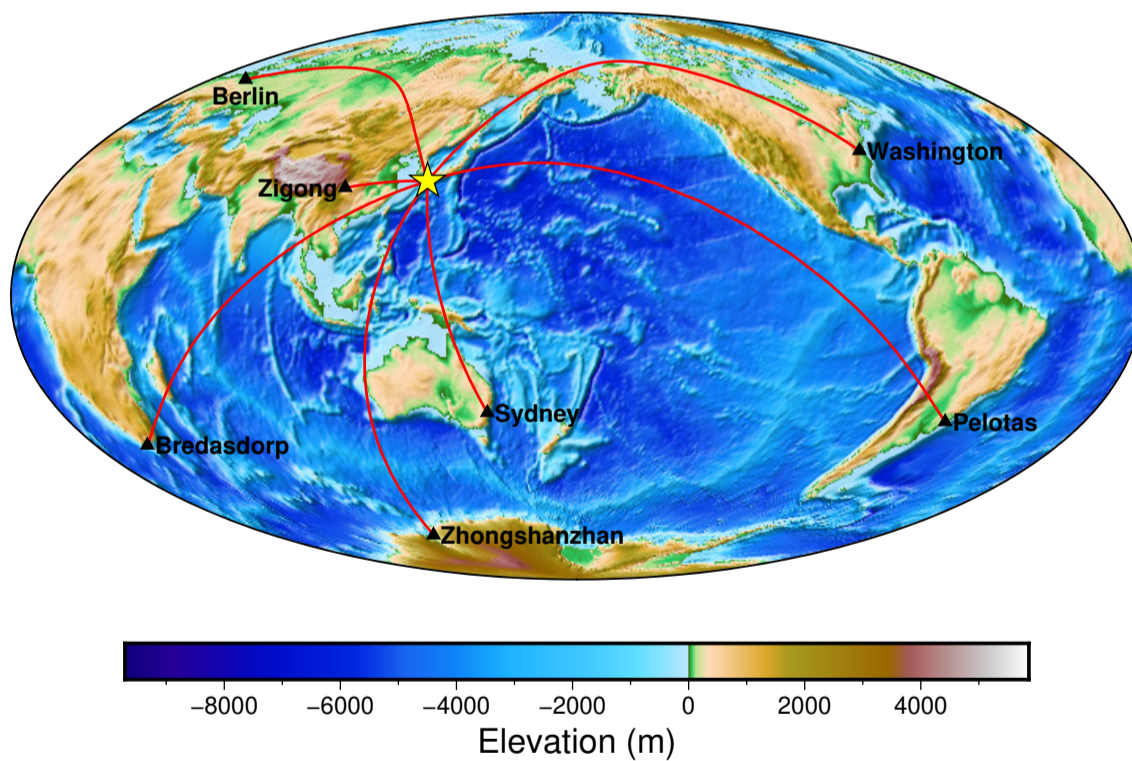 Berlin
Washington
Zigong
Sydney
Pelotas
Bredasdorp
Zhongshanzhan
−8000 −6000 −4000 −2000 0 2000 4000
Elevation (m)